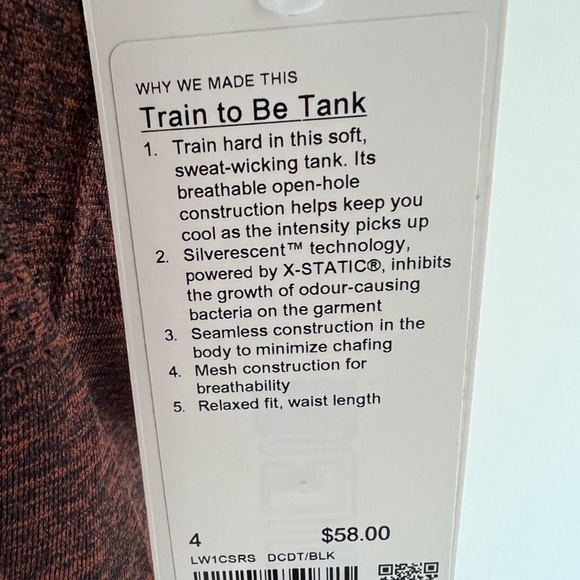 WHY WE MADE THIS
Train to Be Tank
1. Train hard in this soft,
sweat-wicking tank. Its
breathable open-hole
construction helps keep you
cool as the intensity picks up
2. Silverescent™ technology,
powered by X-STATIC®, inhibits
the growth of odour-causing
bacteria on the garment
3. Seamless construction in the
body to minimize chafing
4. Mesh construction for
breathability
5. Relaxed fit, waist length
4 $58.00
LW1CSRS DCDT/BLK